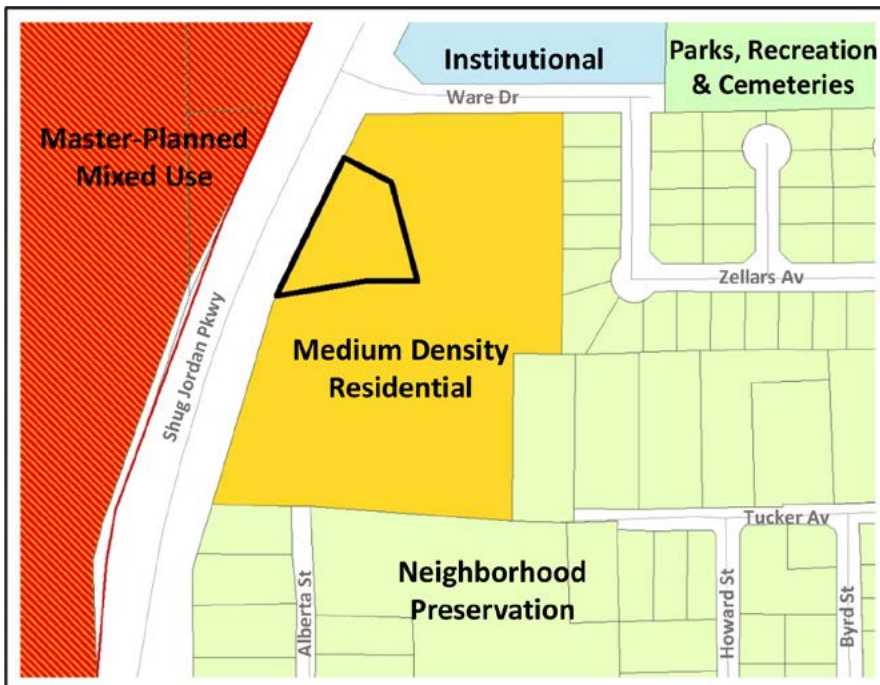 Institutional
Parks, Recreation
& Cemeteries
Ware Dr
Master-Planned
Mixed Use
Zellars Av
Shug Jordan Pkwy
Medium Density
Residential
Tucker Av
Neighborhood
Preservation
Alberta St
Howard St
Byrd St